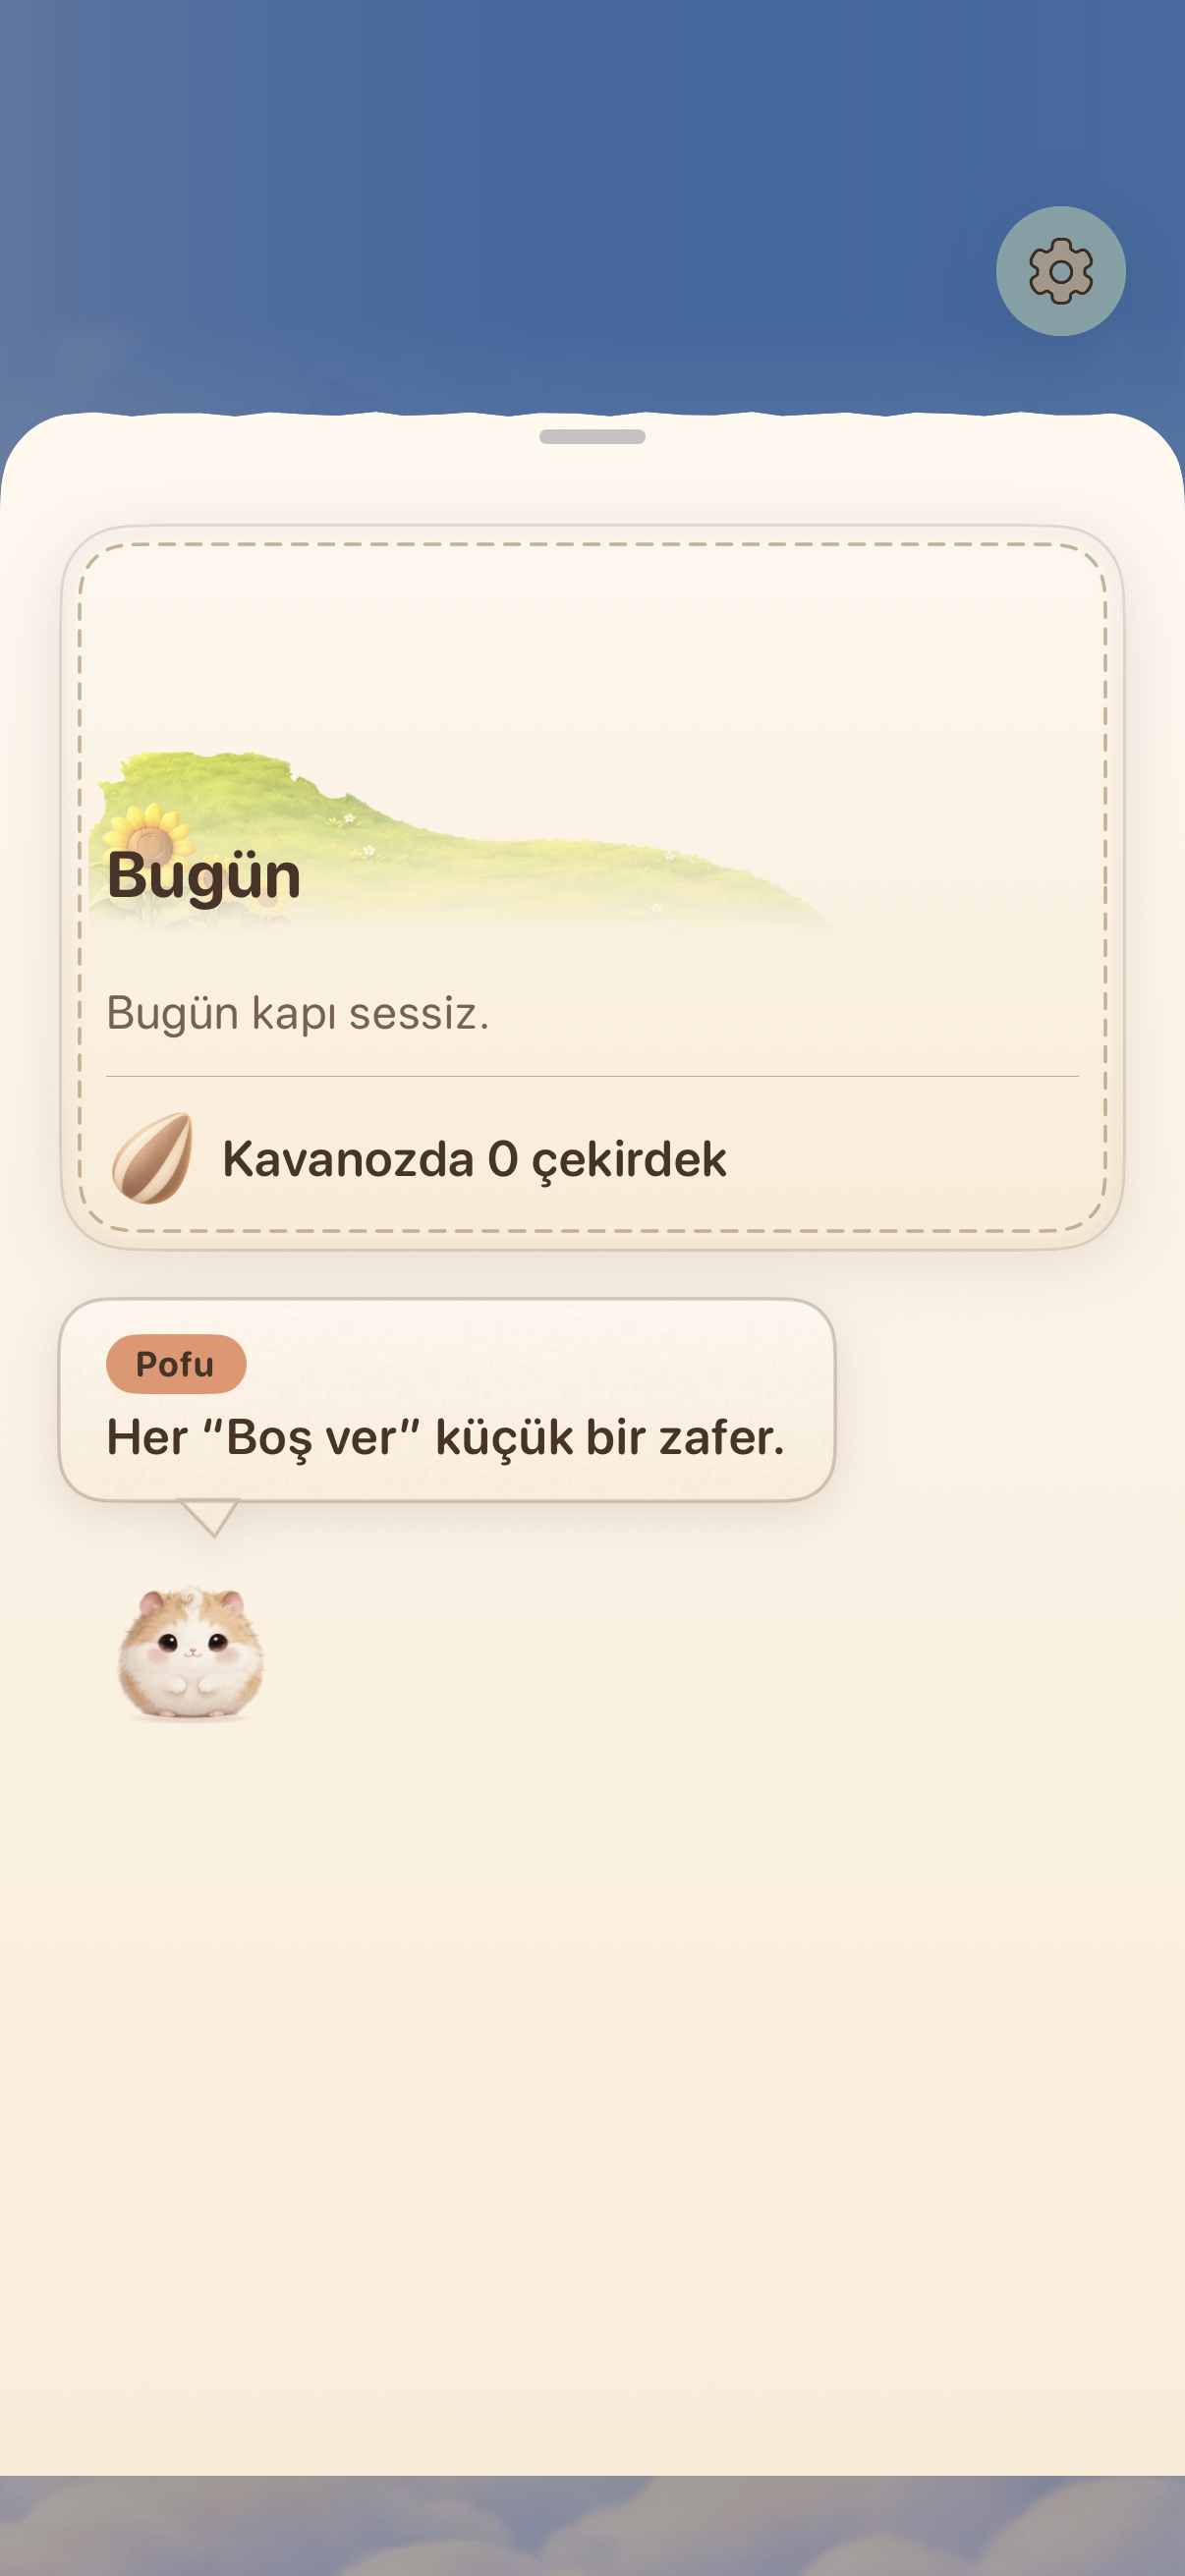 Bugün
Bugün kapı sessiz.
Kavanozda 0 çekirdek
Pofu
Her “Boş ver” küçük bir zafer.